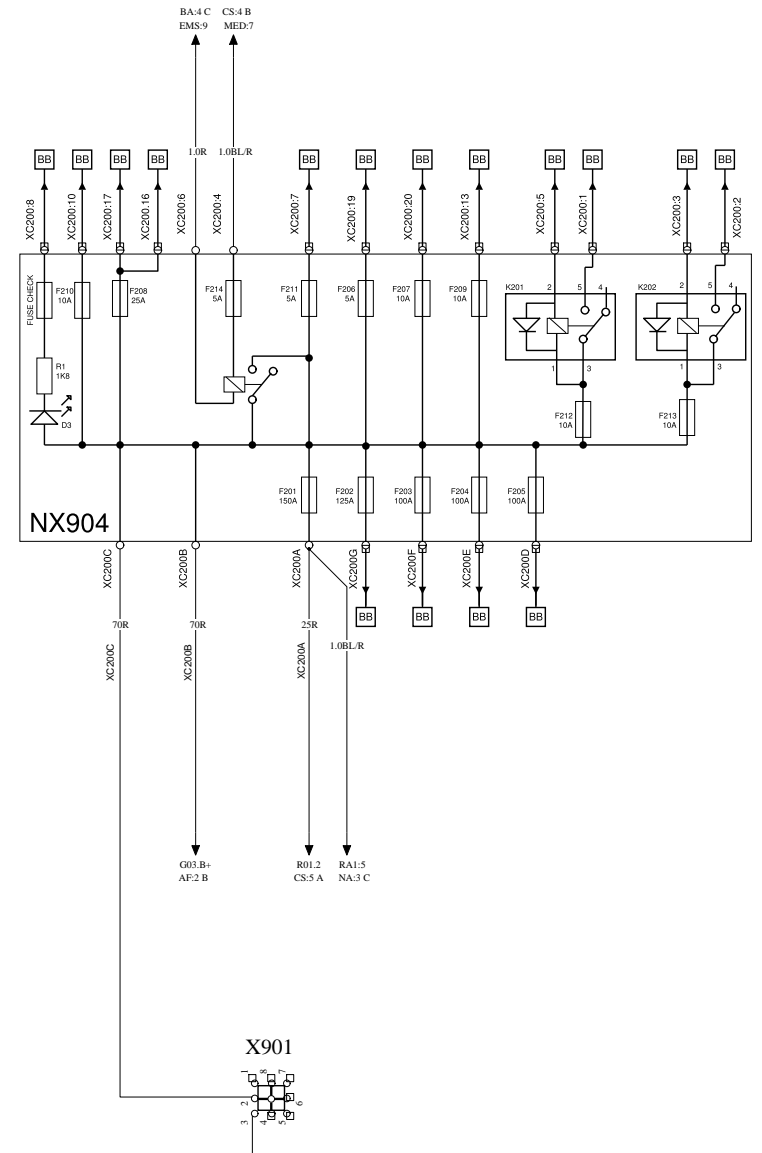 BA:4 C CS:4 B
EMS:9 MED:7
1.0R 1.0BL/R
BB BB BB BB BB BB BB BB BB BB BB BB
XC200:8 XC200:10 XC200:17 XC200.16 XC200:6 XC200:4 XC200:7 XC200:19 XC200:20 XC200:13 XC200:5 XC200:1 XC200:3 XC200:2
FUSE CHECK
F210
10A
F208
25A
F214
5A
F211
5A
F206
5A
F207
10A
F209
10A
K201
2 5 4
1 3
K202
2 5 4
1 3
R1
1K8
D3
F212
10A
F213
10A
F201
150A
F202
125A
F203
100A
F204
100A
F205
100A
NX904
XC200C XC200B XC200A XC200G XC200F XC200E XC200D
BB BB BB BB
70R 70R 25R
1.0BL/R
XC200C XC200B XC200A
G03.B+ R01.2 RA1:5
AF:2 B CS:5 A NA:3 C
X901
1 8 7
2 6
3 4 5